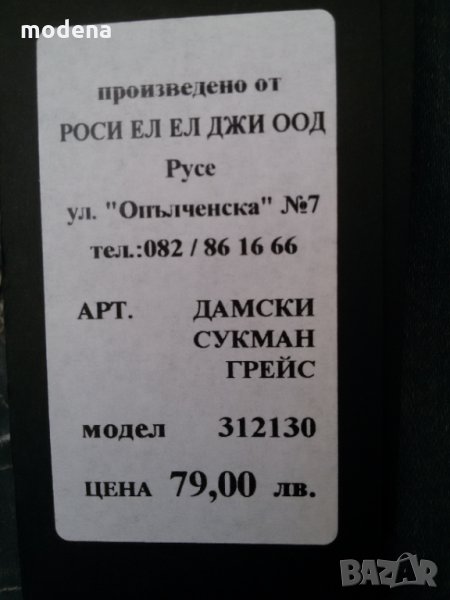 modena
произведено от
РОСИ ЕЛ ЕЛ ДЖИ ООД
Русе
ул. "Опълченска" №7
тел.:082 / 86 16 66
АРТ. ДАМСКИ
СУКМАН
ГРЕЙС
модел 312130
ЦЕНА 79,00 лв.
BAZAR